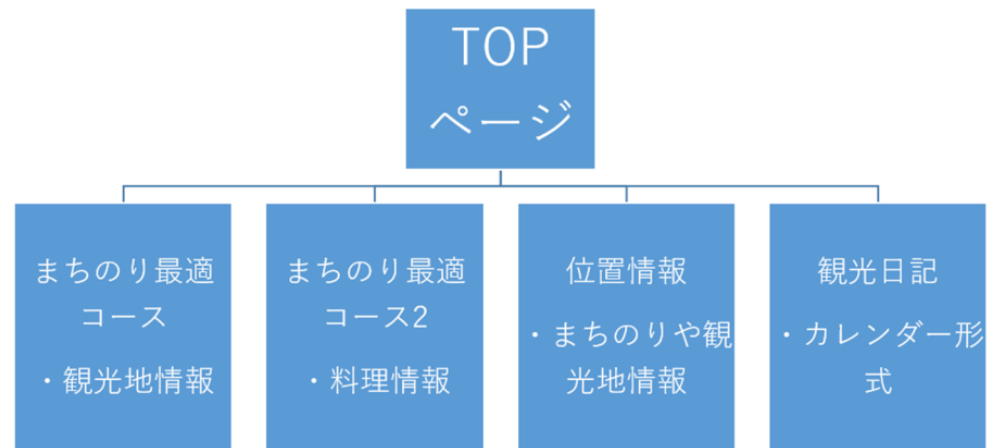 TOP
ページ
まちのり最適
コース
・観光地情報
まちのり最適
コース2
・料理情報
位置情報
・まちのりや観
光地情報
観光日記
・カレンダー形
式